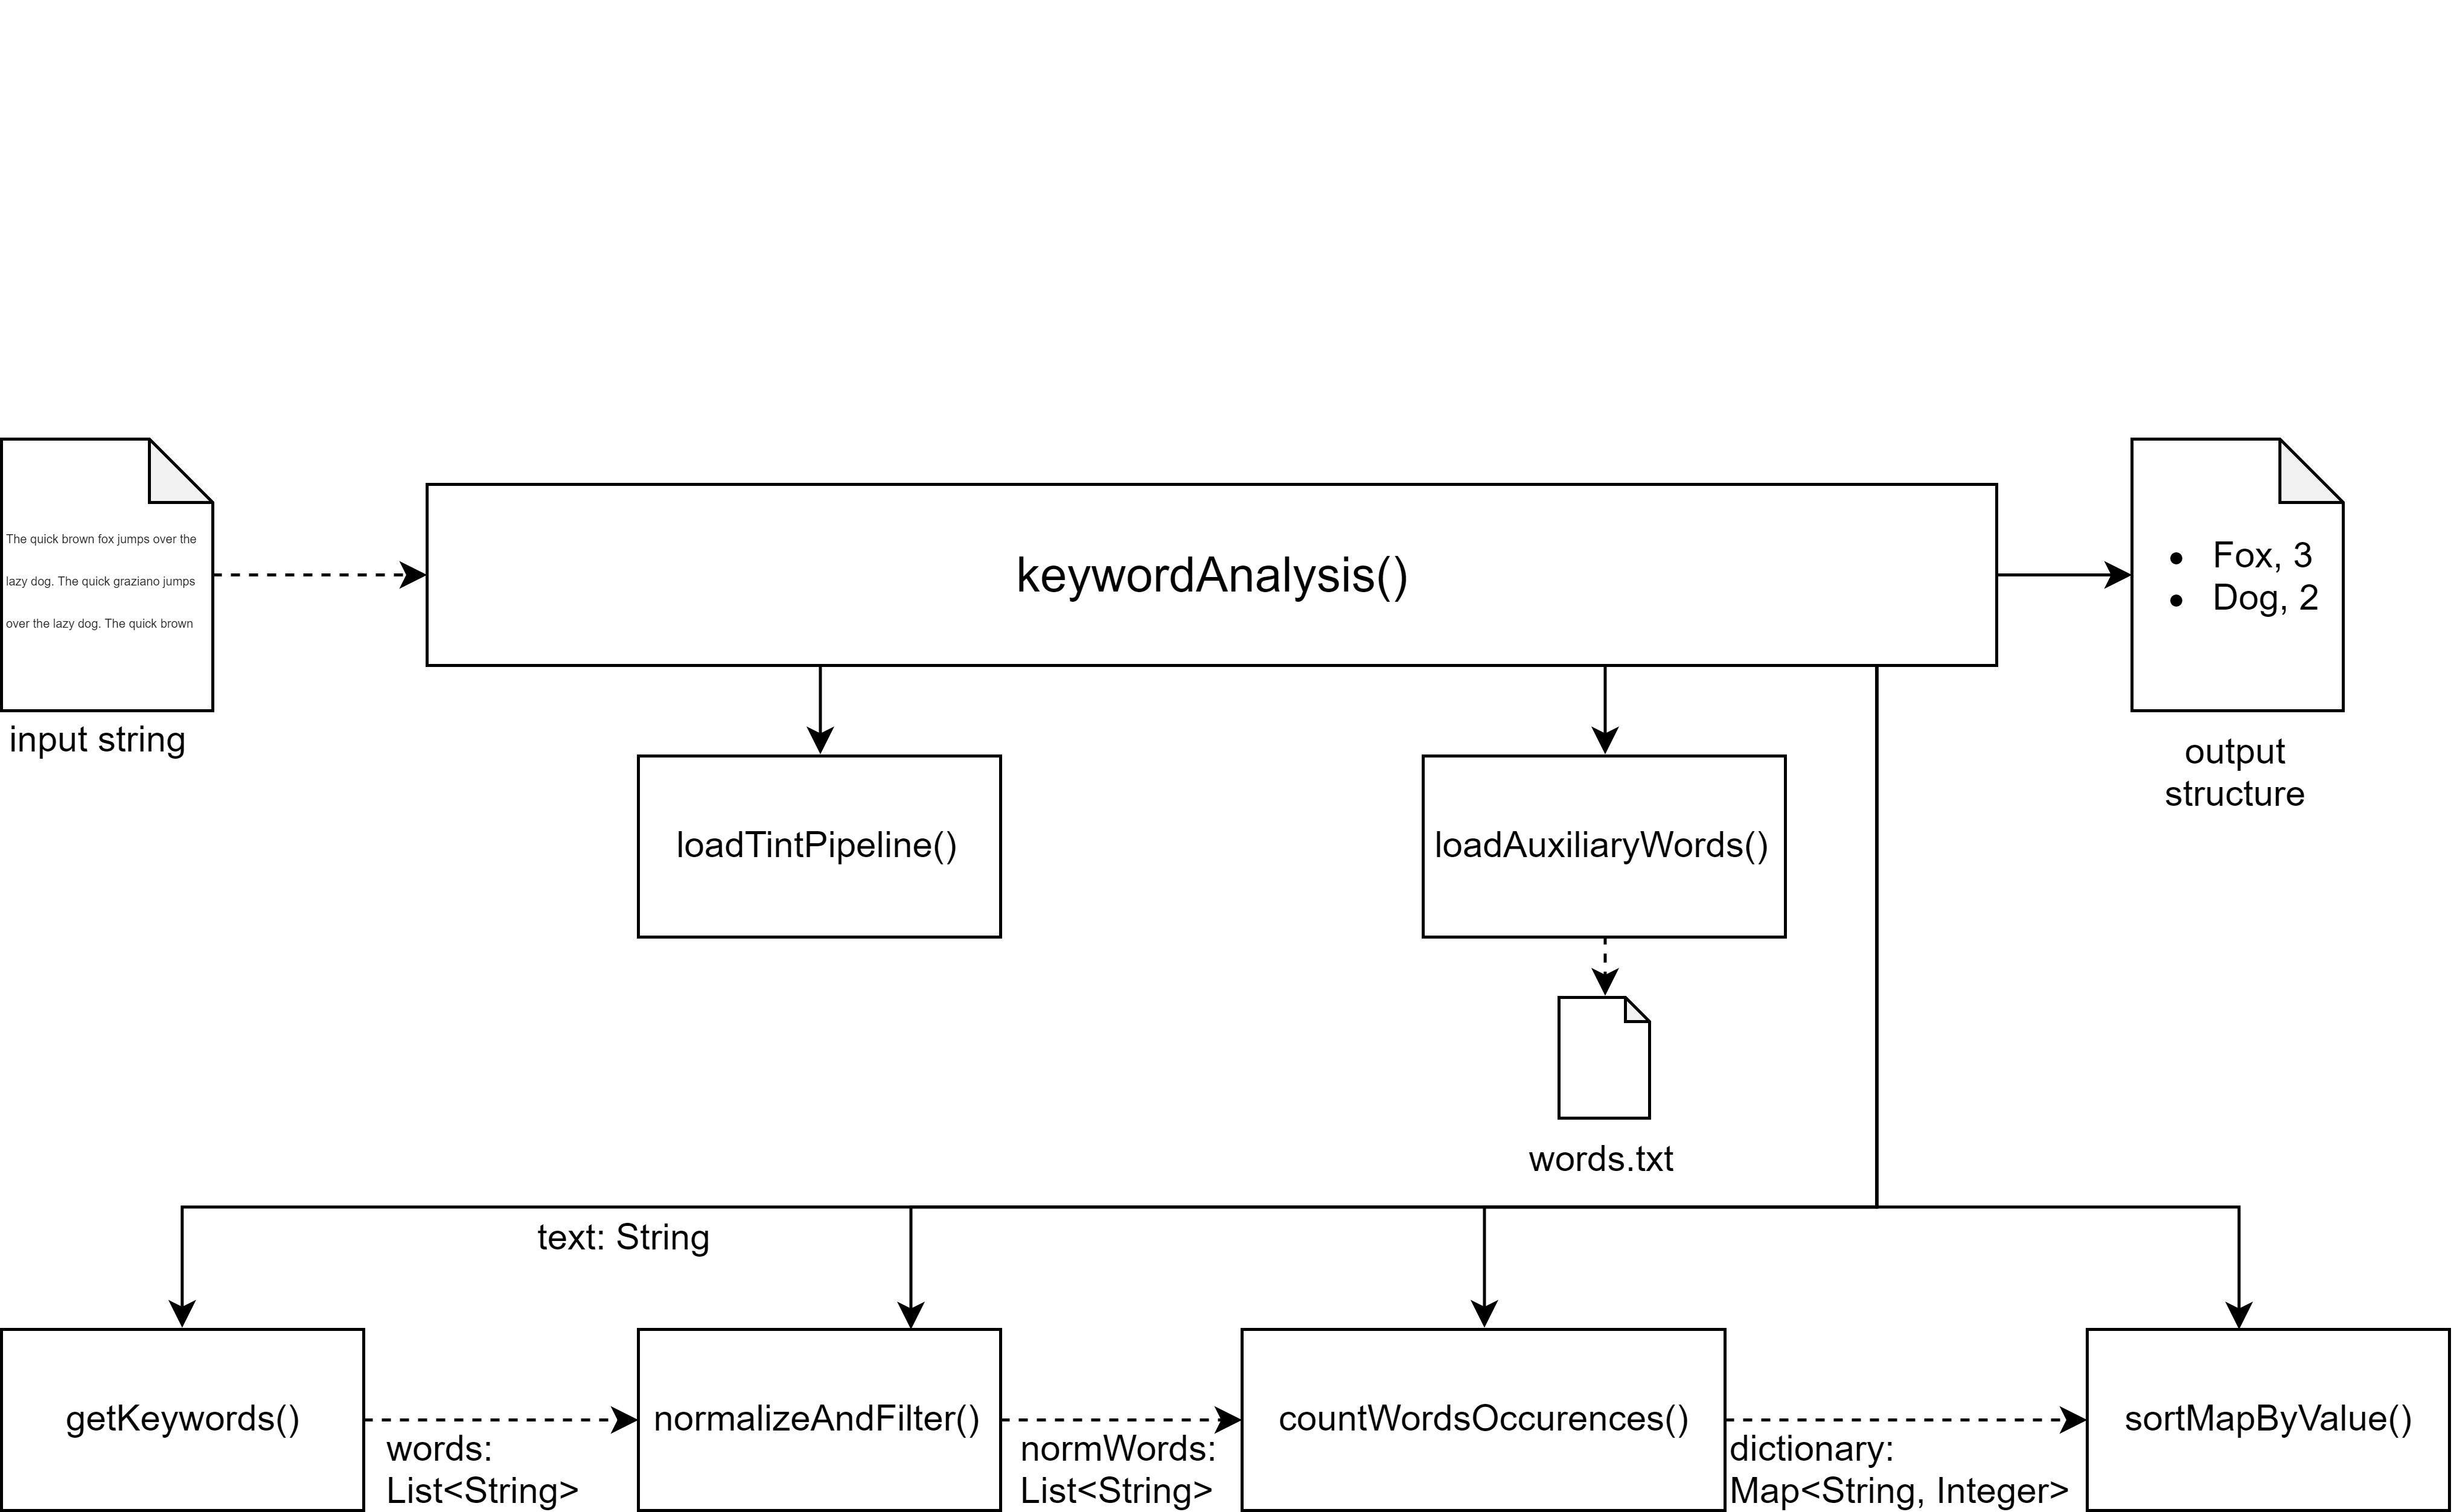 The quick brown fox jumps over the
lazy dog. The quick graziano jumps
over the lazy dog. The quick brown
input string
keywordAnalysis()
Fox, 3
Dog, 2
output
structure
loadTintPipeline()
loadAuxiliaryWords()
words.txt
text: String
getKeywords()
words:
List<String>
normalizeAndFilter()
normWords:
List<String>
countWordsOccurences()
dictionary:
Map<String, Integer>
sortMapByValue()